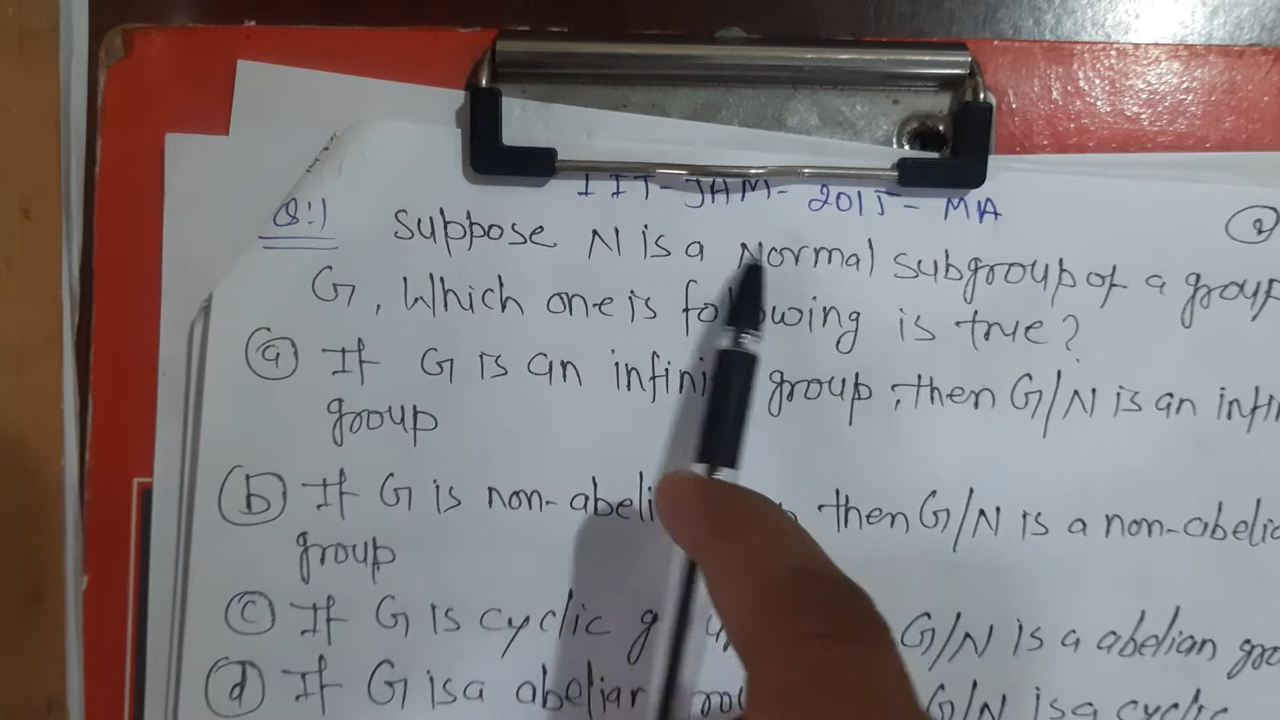 IIT-JAM-2015-MA
Q:1 Suppose N is a Normal subgroup of a group
G, Which one is following is true?
(a) If G is an infini group, then G/N is an infi
group
(b) If G is non-abeli then G/N is a non-abelia
group
(c) If G is cyclic g G/N is a abelian gro
(d) If G is a abelian G/N is a cyclic